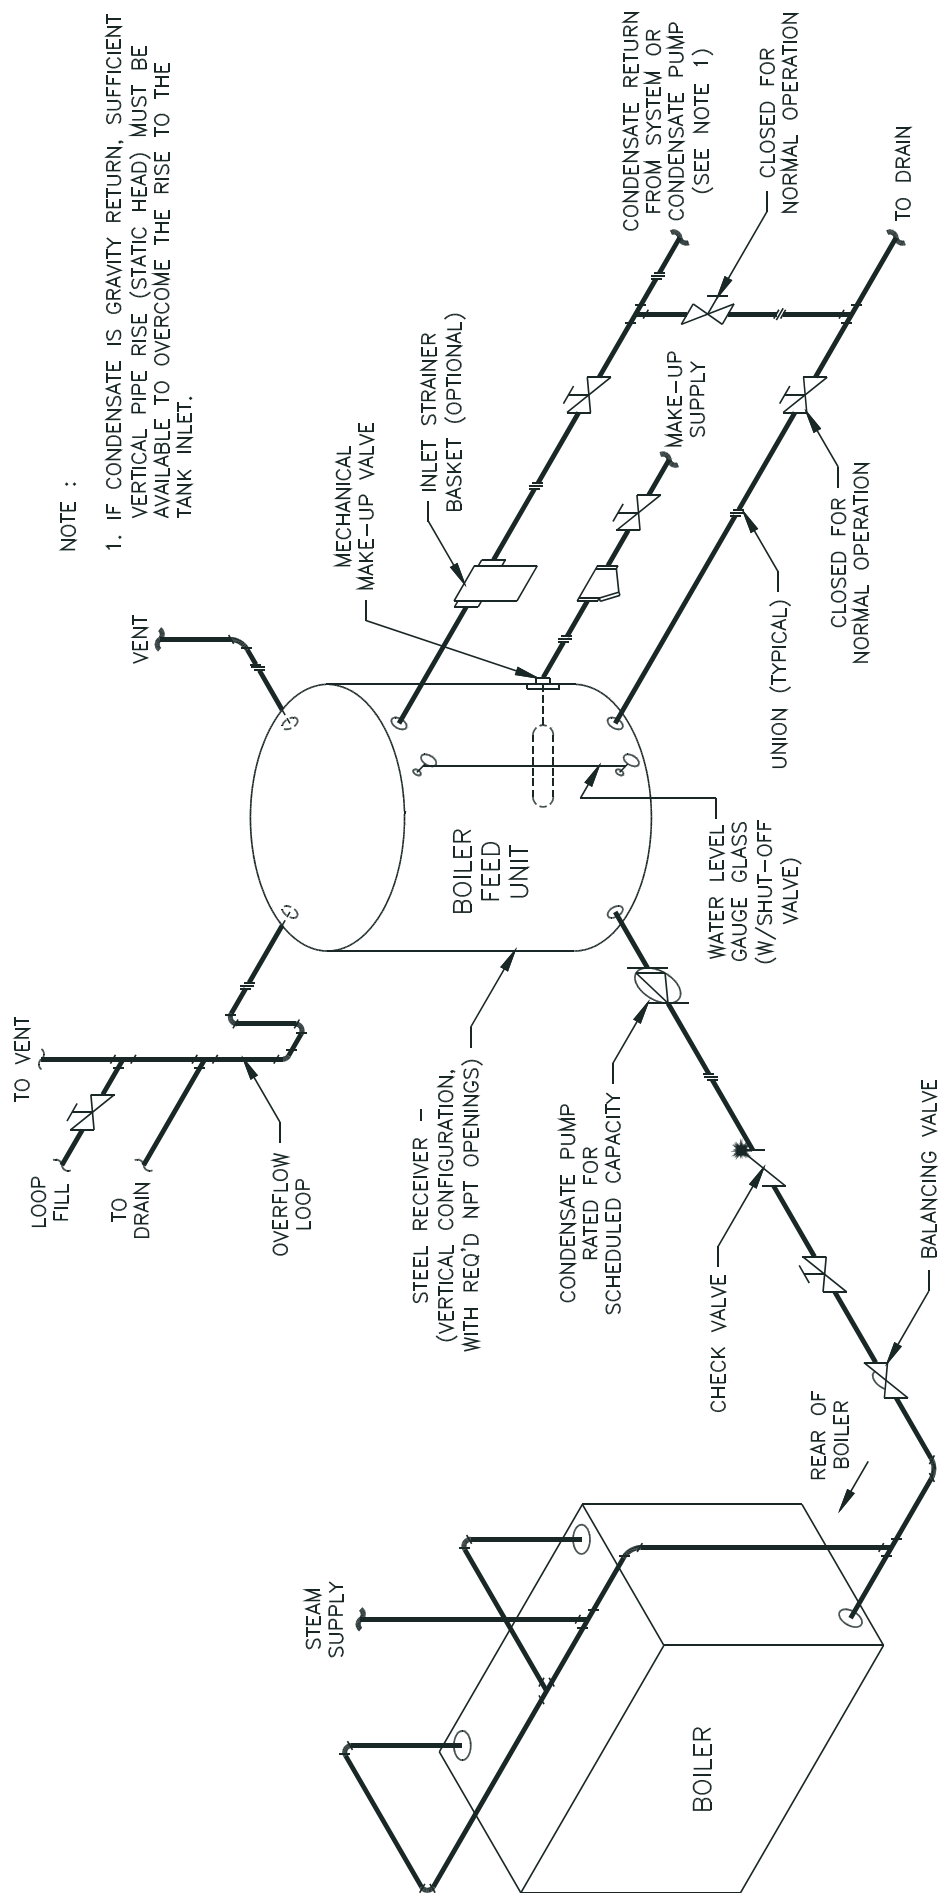 NOTE :
1. IF CONDENSATE IS GRAVITY RETURN, SUFFICIENT
VERTICAL PIPE RISE (STATIC HEAD) MUST BE
AVAILABLE TO OVERCOME THE RISE TO THE
TANK INLET.
STEAM
SUPPLY
BOILER
REAR OF
BOILER
BALANCING VALVE
CHECK VALVE
CONDENSATE PUMP
RATED FOR
SCHEDULED CAPACITY
STEEL RECEIVER –
(VERTICAL CONFIGURATION,
WITH REQ'D NPT OPENINGS)
TO VENT
LOOP
FILL
TO
DRAIN
OVERFLOW
LOOP
BOILER
FEED
UNIT
WATER LEVEL
GAUGE GLASS
(W/SHUT-OFF
VALVE)
VENT
MECHANICAL
MAKE-UP VALVE
INLET STRAINER
BASKET (OPTIONAL)
MAKE-UP
SUPPLY
UNION (TYPICAL)
CLOSED FOR
NORMAL OPERATION
CONDENSATE RETURN
FROM SYSTEM OR
CONDENSATE PUMP
(SEE NOTE 1)
CLOSED FOR
NORMAL OPERATION
TO DRAIN